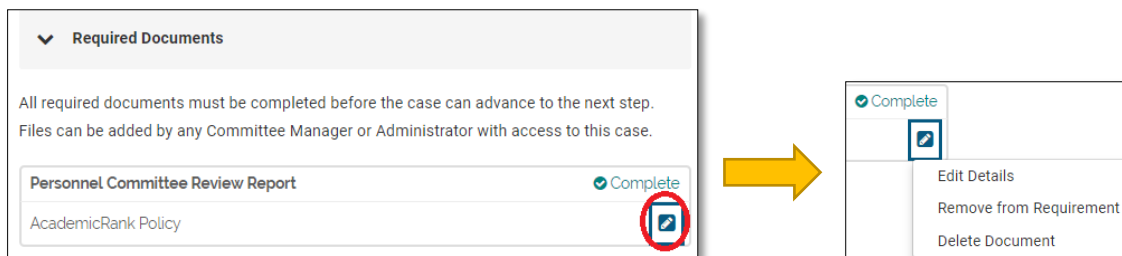 Required Documents
All required documents must be completed before the case can advance to the next step.
Files can be added by any Committee Manager or Administrator with access to this case.
Personnel Committee Review Report
Complete
AcademicRank Policy
Complete
Edit Details
Remove from Requirement
Delete Document